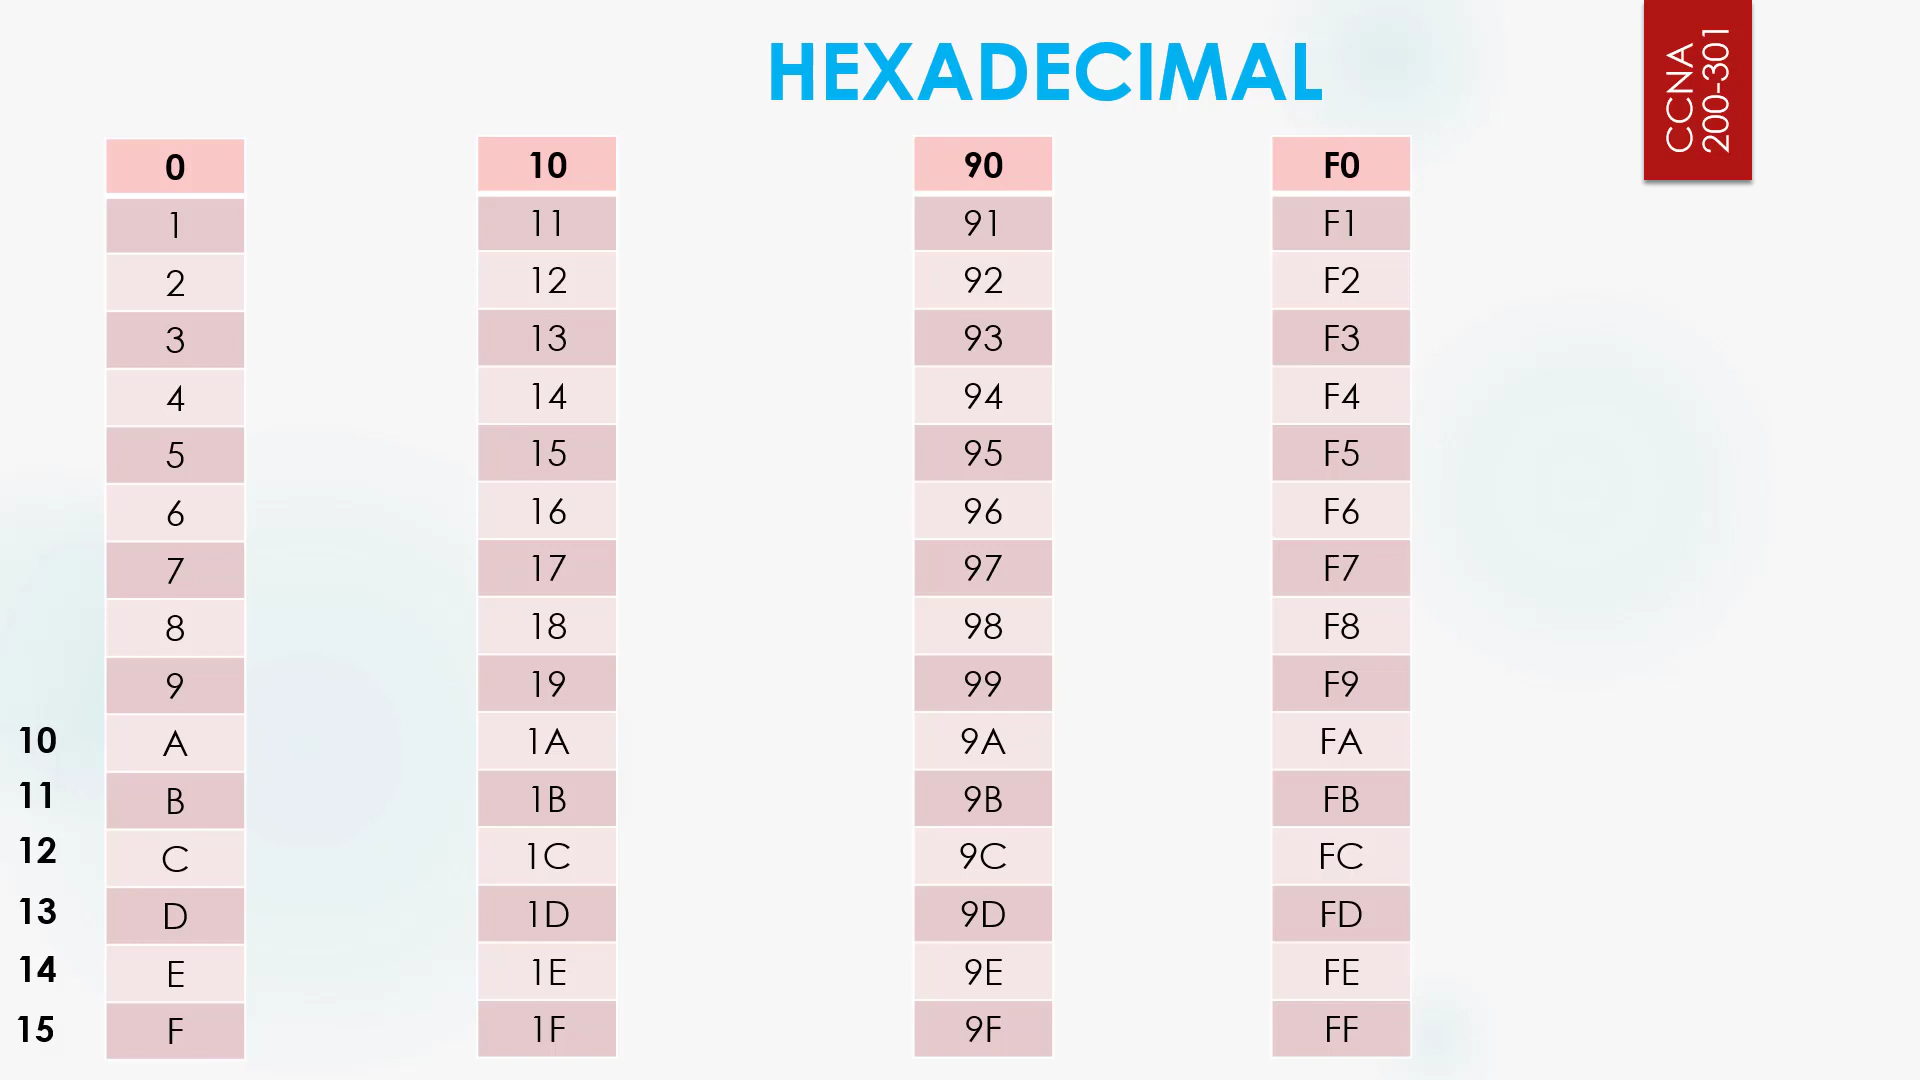 HEXADECIMAL
CCNA
200-301
0 10 90 F0
1 11 91 F1
2 12 92 F2
3 13 93 F3
4 14 94 F4
5 15 95 F5
6 16 96 F6
7 17 97 F7
8 18 98 F8
9 19 99 F9
10 A 1A 9A FA
11 B 1B 9B FB
12 C 1C 9C FC
13 D 1D 9D FD
14 E 1E 9E FE
15 F 1F 9F FF